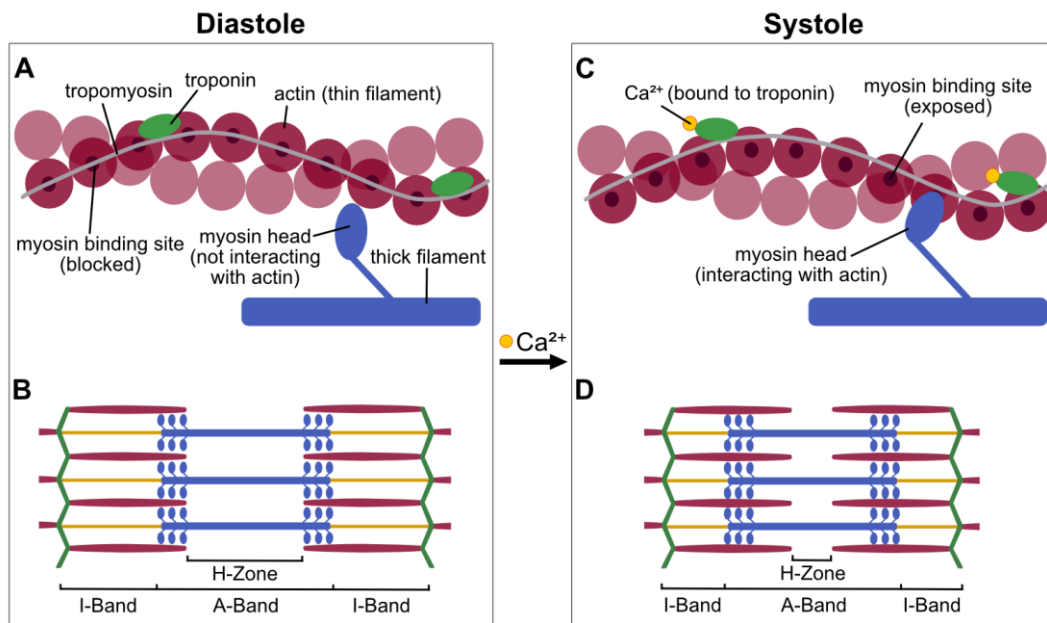 Diastole
Systole
A
troponin
tropomyosin
actin (thin filament)
myosin binding site
(blocked)
myosin head
(not interacting
with actin)
thick filament
Ca²⁺
C
Ca²⁺ (bound to troponin)
myosin binding site
(exposed)
myosin head
(interacting with actin)
B
H-Zone
I-Band
A-Band
I-Band
D
H-Zone
I-Band
A-Band
I-Band